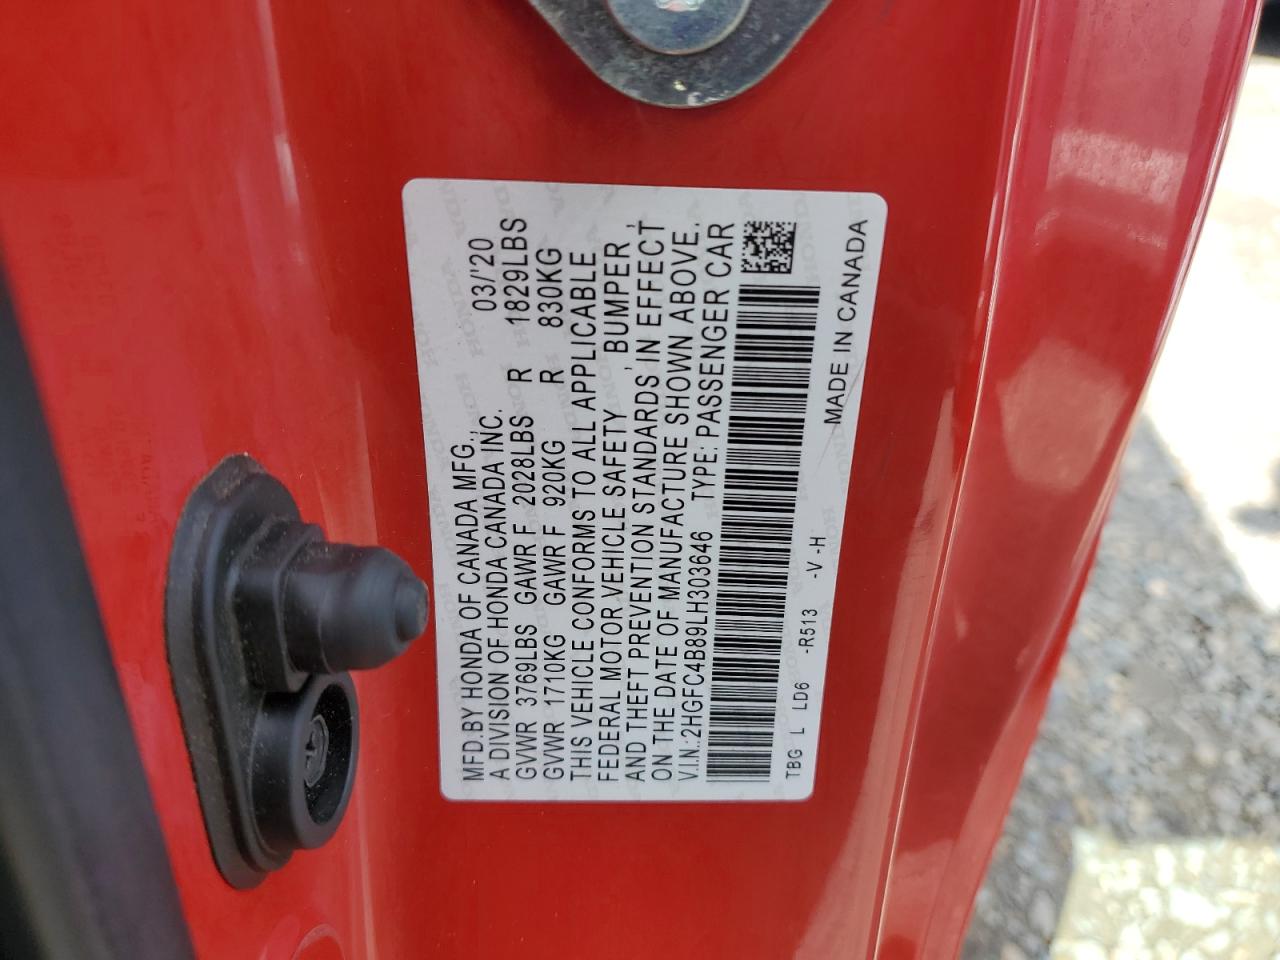 MFD.BY HONDA OF CANADA MFG., 03/'20
A DIVISION OF HONDA CANADA INC.
GVWR 3769LBS GAWR F 2028LBS R 1829LBS
GVWR 1710KG GAWR F 920KG R 830KG
THIS VEHICLE CONFORMS TO ALL APPLICABLE
FEDERAL MOTOR VEHICLE SAFETY, BUMPER,
AND THEFT PREVENTION STANDARDS IN EFFECT
ON THE DATE OF MANUFACTURE SHOWN ABOVE.
V.I.N.:2HGFC4B89LH303646 TYPE: PASSENGER CAR
TBG L LD6 -R513 -V -H
MADE IN CANADA